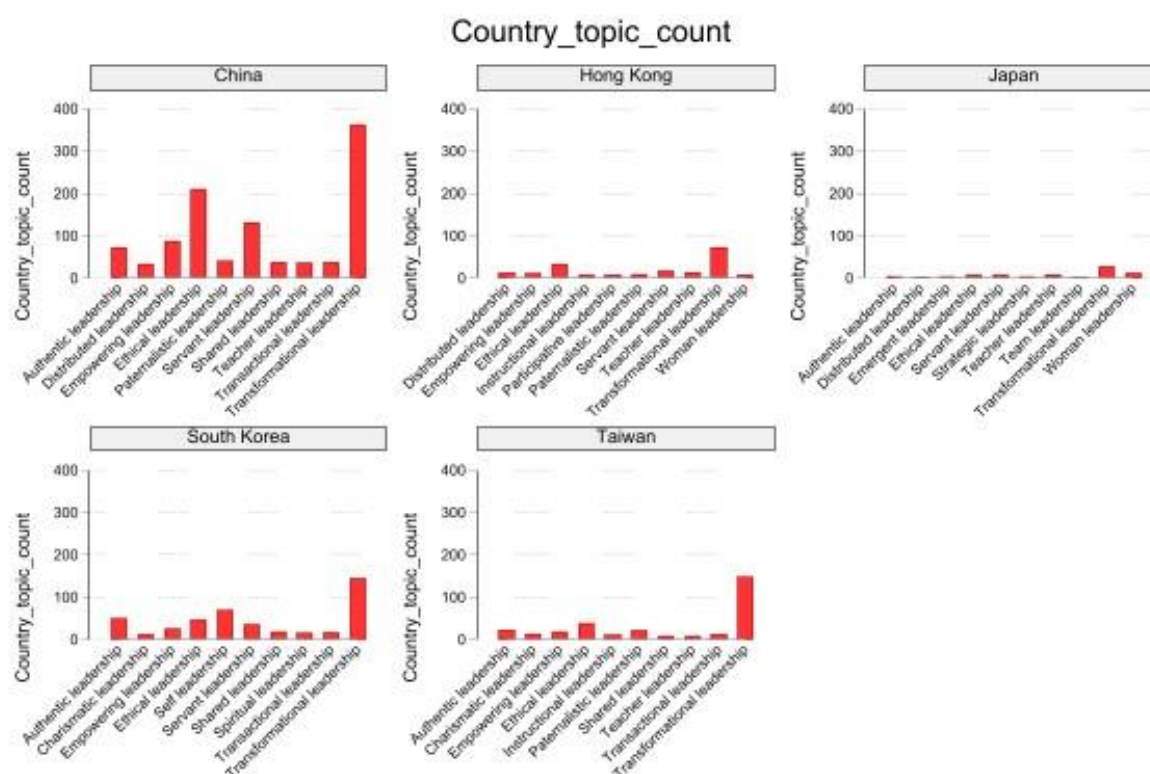 Country_topic_count
China
Hong Kong
Japan
Country_topic_count
400
300
200
100
0
Authentic leadership
Distributed leadership
Empowering leadership
Ethical leadership
Paternalistic leadership
Servant leadership
Shared leadership
Teacher leadership
Transactional leadership
Transformational leadership
Country_topic_count
400
300
200
100
0
Distributed leadership
Empowering leadership
Ethical leadership
Instructional leadership
Participative leadership
Paternalistic leadership
Servant leadership
Teacher leadership
Transformational leadership
Woman leadership
Country_topic_count
400
300
200
100
0
Authentic leadership
Distributed leadership
Emergent leadership
Ethical leadership
Servant leadership
Strategic leadership
Teacher leadership
Team leadership
Transformational leadership
Woman leadership
South Korea
Taiwan
Country_topic_count
400
300
200
100
0
Authentic leadership
Charismatic leadership
Empowering leadership
Ethical leadership
Self leadership
Servant leadership
Shared leadership
Spiritual leadership
Transactional leadership
Transformational leadership
Country_topic_count
400
300
200
100
0
Authentic leadership
Charismatic leadership
Empowering leadership
Ethical leadership
Instructional leadership
Paternalistic leadership
Shared leadership
Teacher leadership
Transactional leadership
Transformational leadership